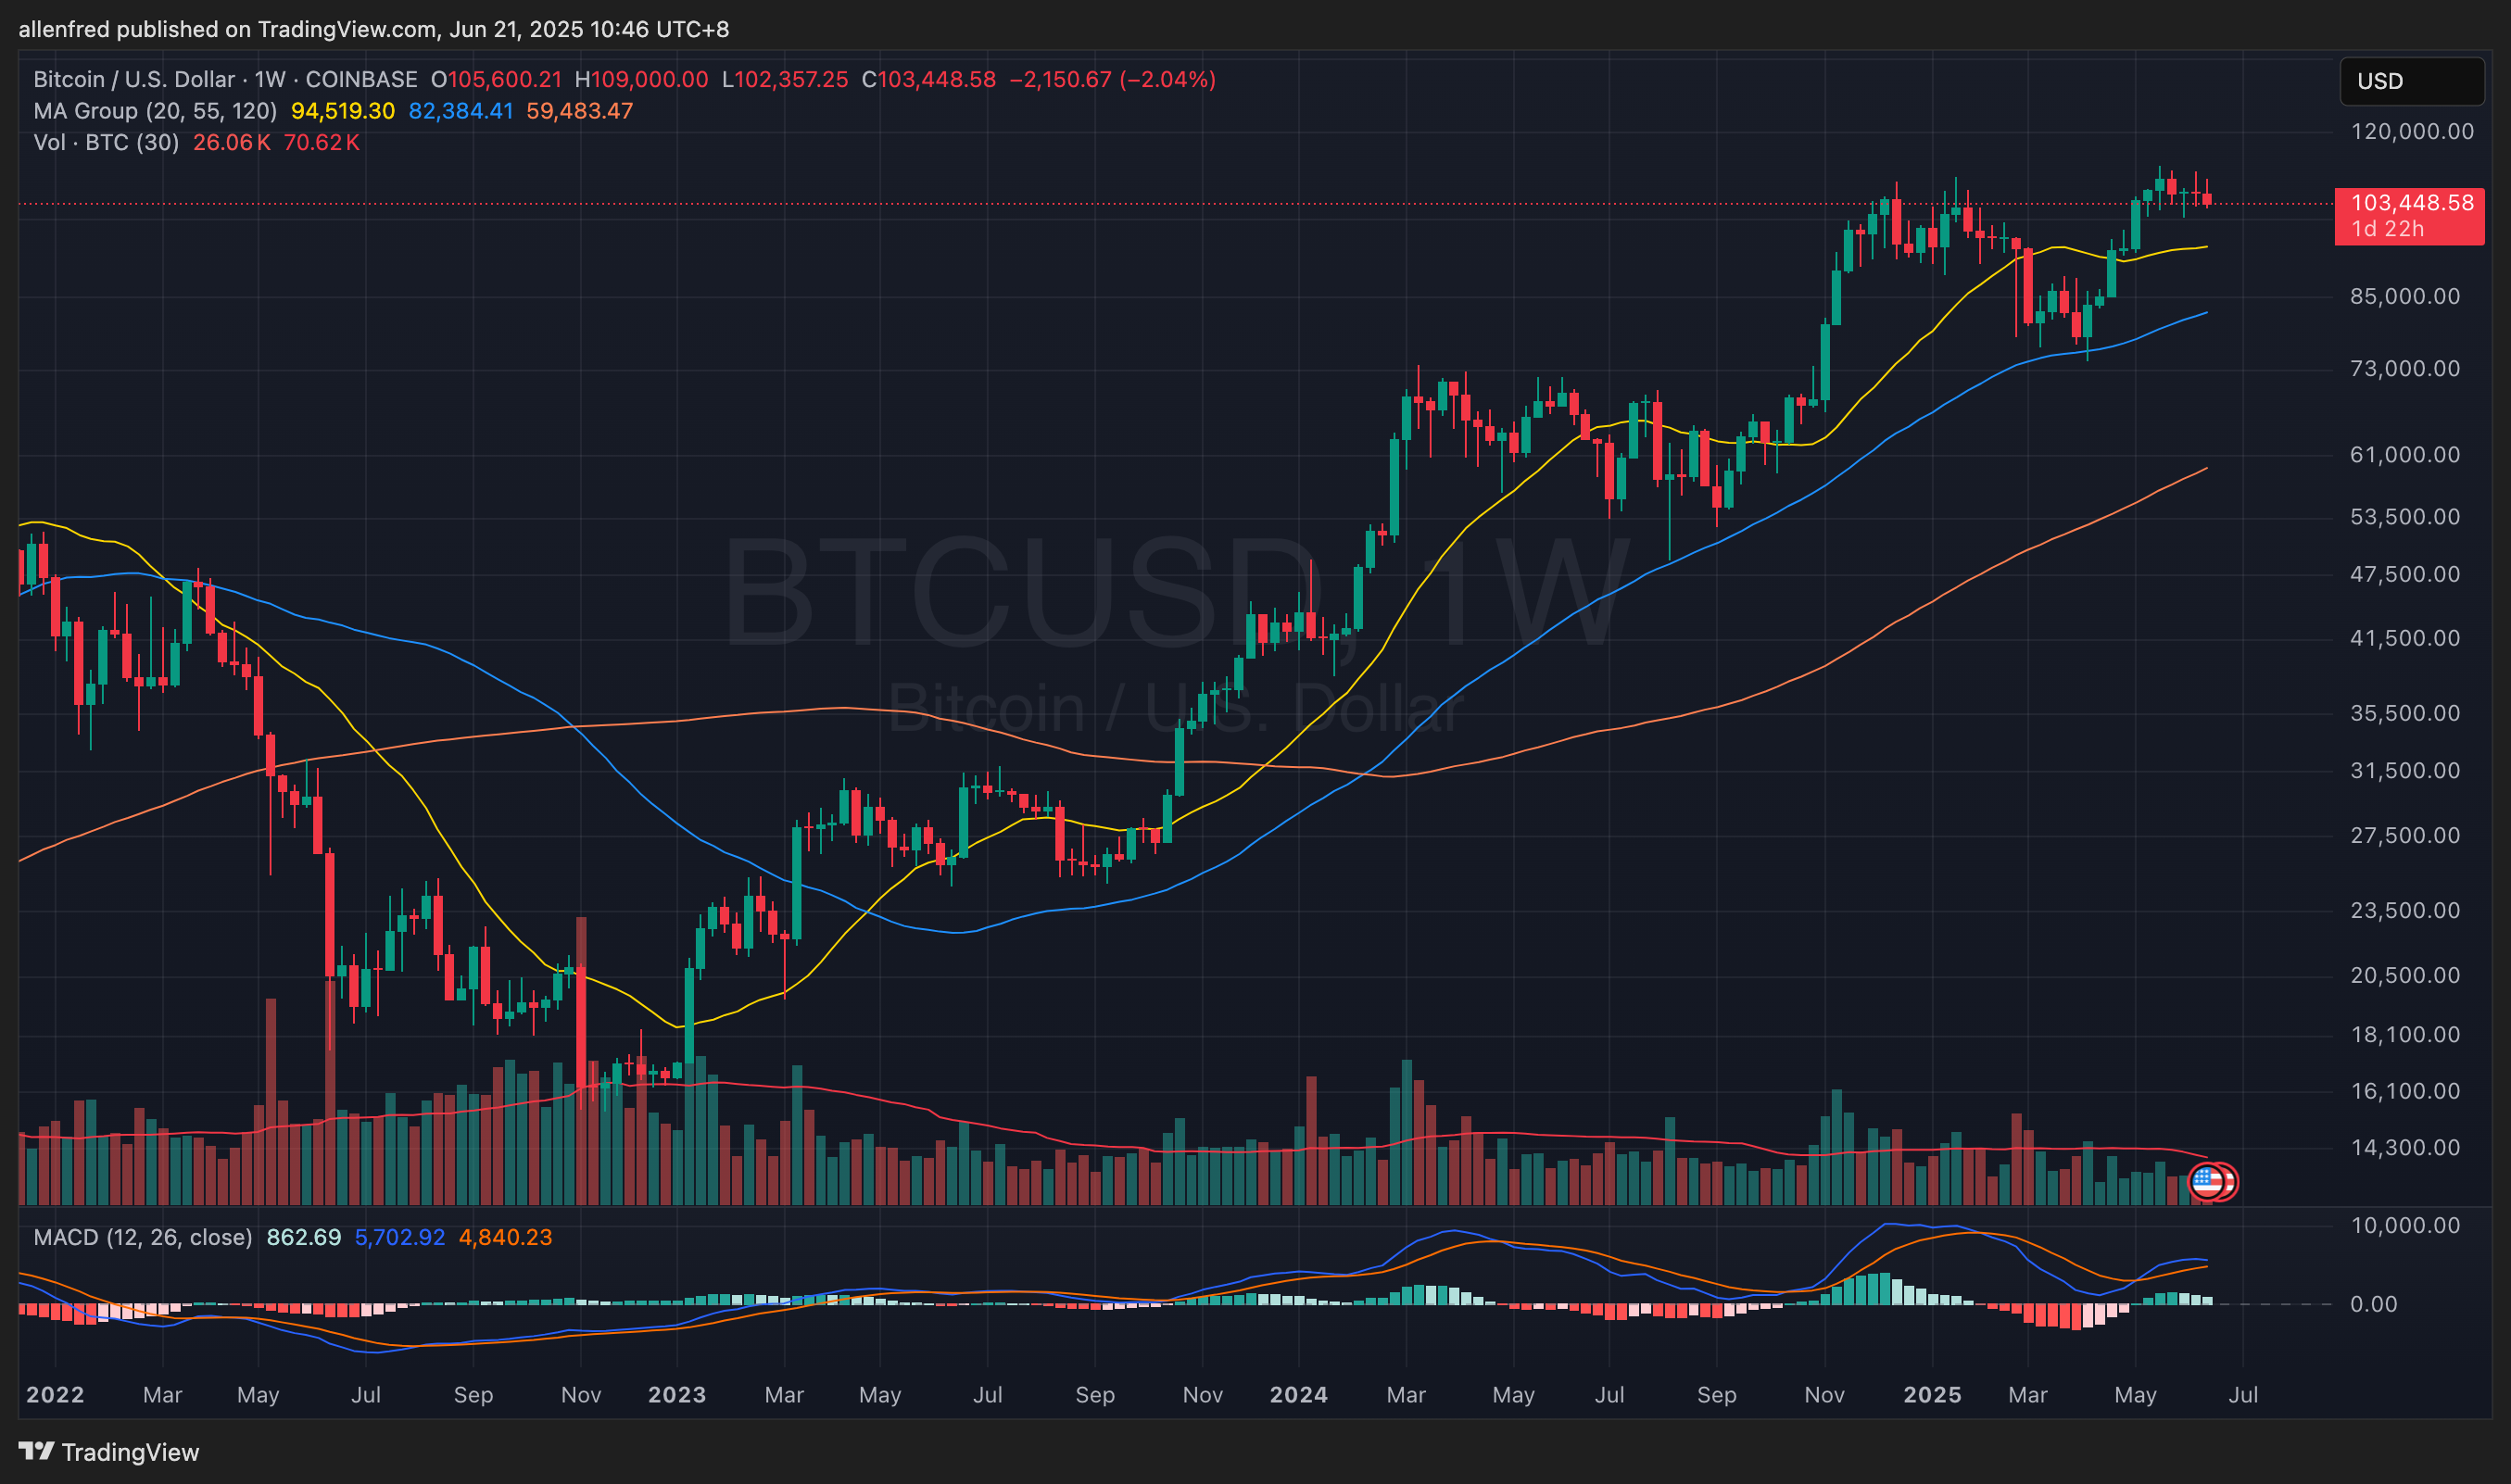 allenfred published on TradingView.com, Jun 21, 2025 10:46 UTC+8
Bitcoin / U.S. Dollar · 1W · COINBASE O105,600.21 H109,000.00 L102,357.25 C103,448.58 −2,150.67 (−2.04%)
USD
MA Group (20, 55, 120) 94,519.30 82,384.41 59,483.47
Vol · BTC (30) 26.06K 70.62K
120,000.00
103,448.58
1d 22h
85,000.00
73,000.00
61,000.00
53,500.00
BTCUSD, 1W
47,500.00
41,500.00
Bitcoin / U.S. Dollar
35,500.00
31,500.00
27,500.00
23,500.00
20,500.00
18,100.00
16,100.00
14,300.00
MACD (12, 26, close) 862.69 5,702.92 4,840.23
10,000.00
0.00
2022 Mar May Jul Sep Nov 2023 Mar May Jul Sep Nov 2024 Mar May Jul Sep Nov 2025 Mar May Jul
TradingView